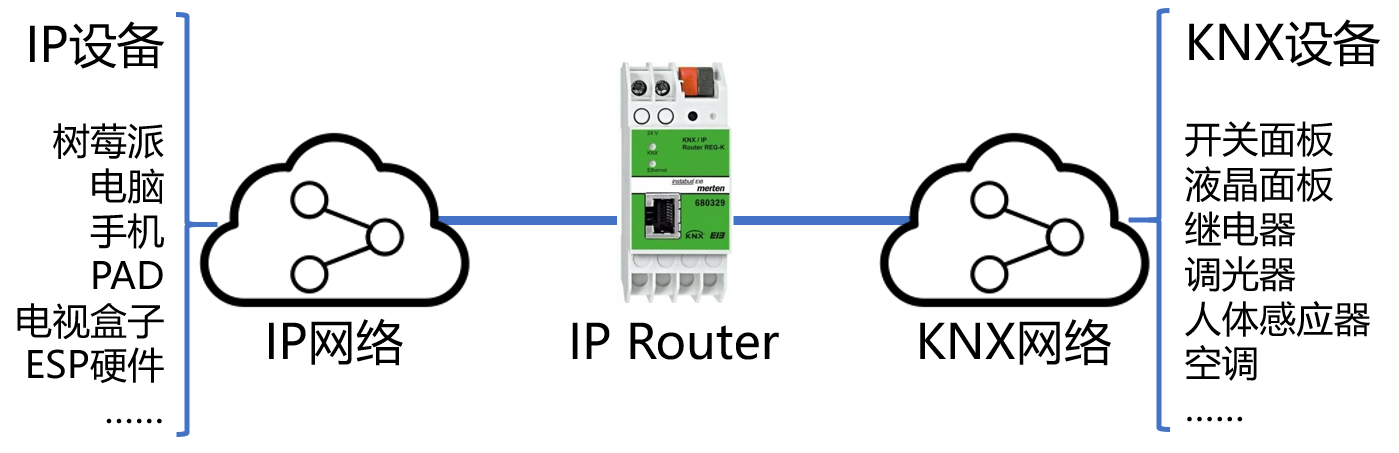 IP设备
树莓派
电脑
手机
PAD
电视盒子
ESP硬件
……
IP网络
24 V
KNX
Ethernet
KNX / IP
Router REG-K
instabus EIB
merten
680329
KNX EIB
IP Router
KNX网络
KNX设备
开关面板
液晶面板
继电器
调光器
人体感应器
空调
……